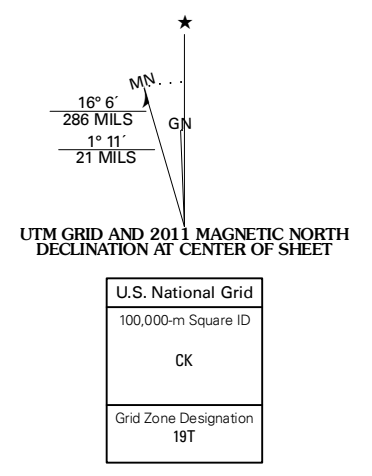 ★
MN
16° 6´
286 MILS
GN
1° 11´
21 MILS
UTM GRID AND 2011 MAGNETIC NORTH
DECLINATION AT CENTER OF SHEET
U.S. National Grid
100,000-m Square ID
CK
Grid Zone Designation
19T